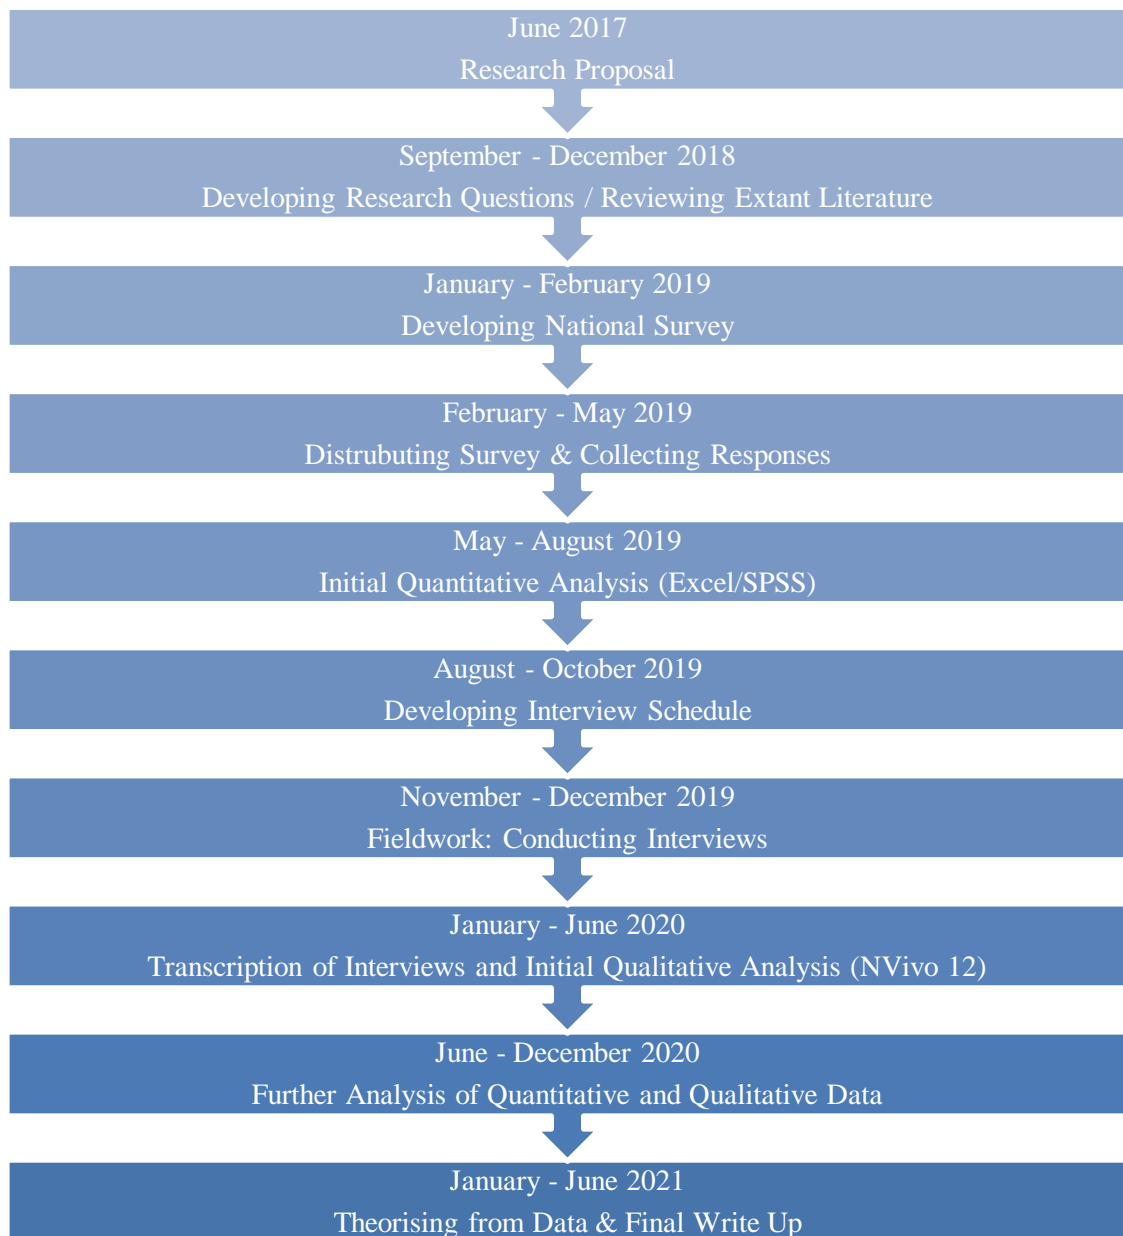 June 2017
Research Proposal
September - December 2018
Developing Research Questions / Reviewing Extant Literature
January - February 2019
Developing National Survey
February - May 2019
Distrubuting Survey & Collecting Responses
May - August 2019
Initial Quantitative Analysis (Excel/SPSS)
August - October 2019
Developing Interview Schedule
November - December 2019
Fieldwork: Conducting Interviews
January - June 2020
Transcription of Interviews and Initial Qualitative Analysis (NVivo 12)
June - December 2020
Further Analysis of Quantitative and Qualitative Data
January - June 2021
Theorising from Data & Final Write Up